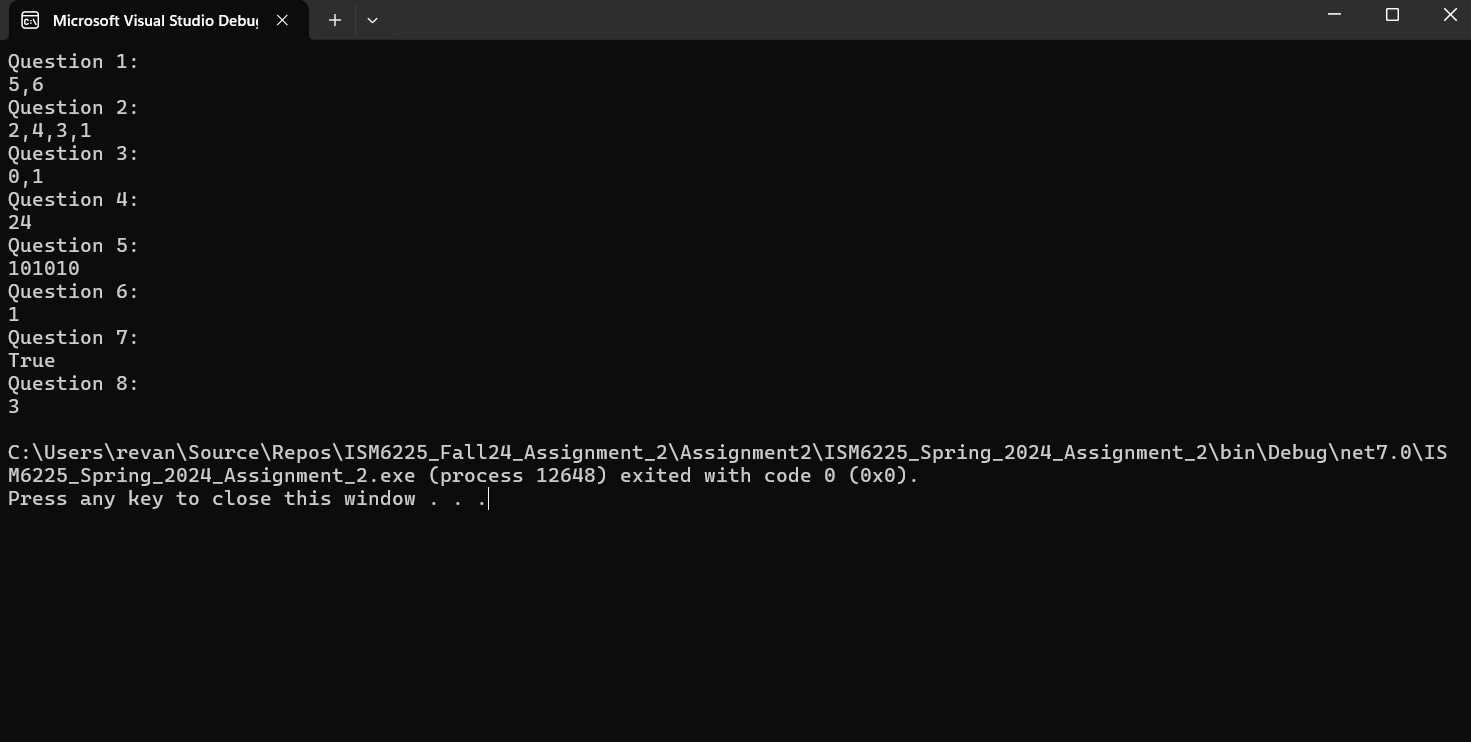 Microsoft Visual Studio Debug
Question 1:
5,6
Question 2:
2,4,3,1
Question 3:
0,1
Question 4:
24
Question 5:
101010
Question 6:
1
Question 7:
True
Question 8:
3
C:\Users\revan\Source\Repos\ISM6225_Fall24_Assignment_2\Assignment2\ISM6225_Spring_2024_Assignment_2\bin\Debug\net7.0\IS
M6225_Spring_2024_Assignment_2.exe (process 12648) exited with code 0 (0x0).
Press any key to close this window . . .